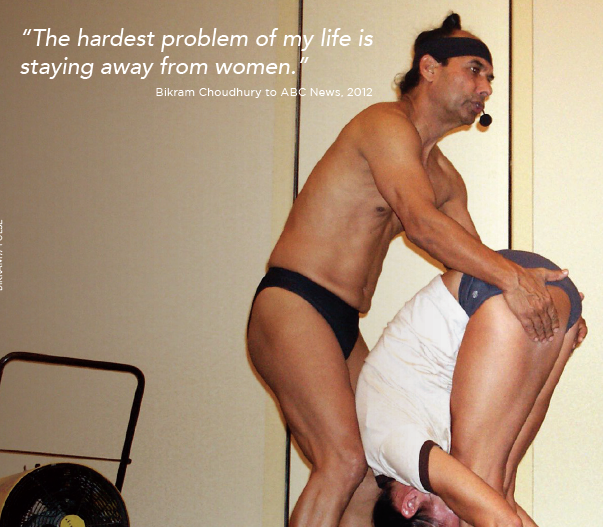 “The hardest problem of my life is
staying away from women.”
Bikram Choudhury to ABC News, 2012